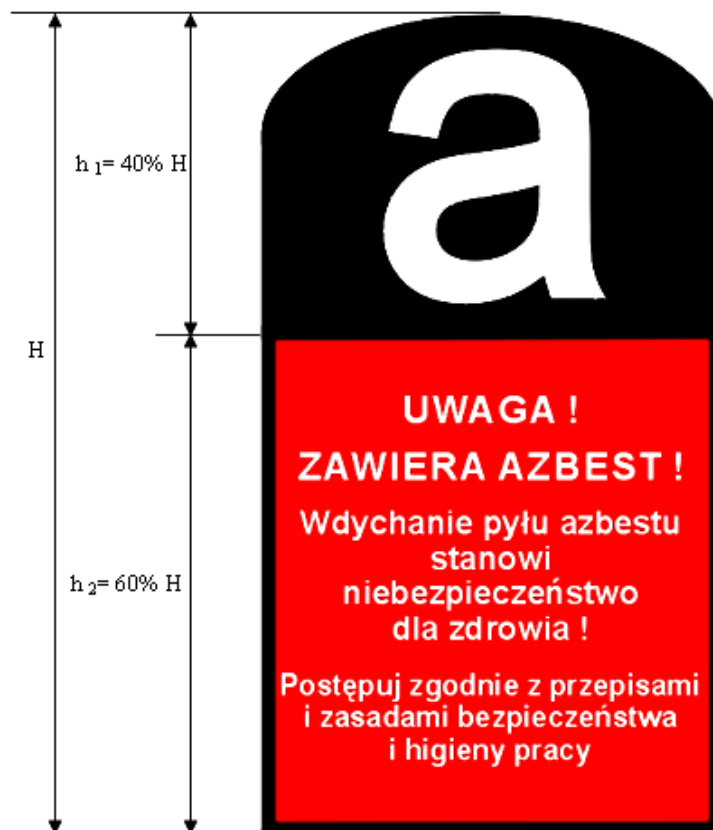 a
h 1= 40% H
H
UWAGA !
ZAWIERA AZBEST !
Wdychanie pyłu azbestu
stanowi
niebezpieczeństwo
dla zdrowia !
h 2= 60% H
Postępuj zgodnie z przepisami
i zasadami bezpieczeństwa
i higieny pracy